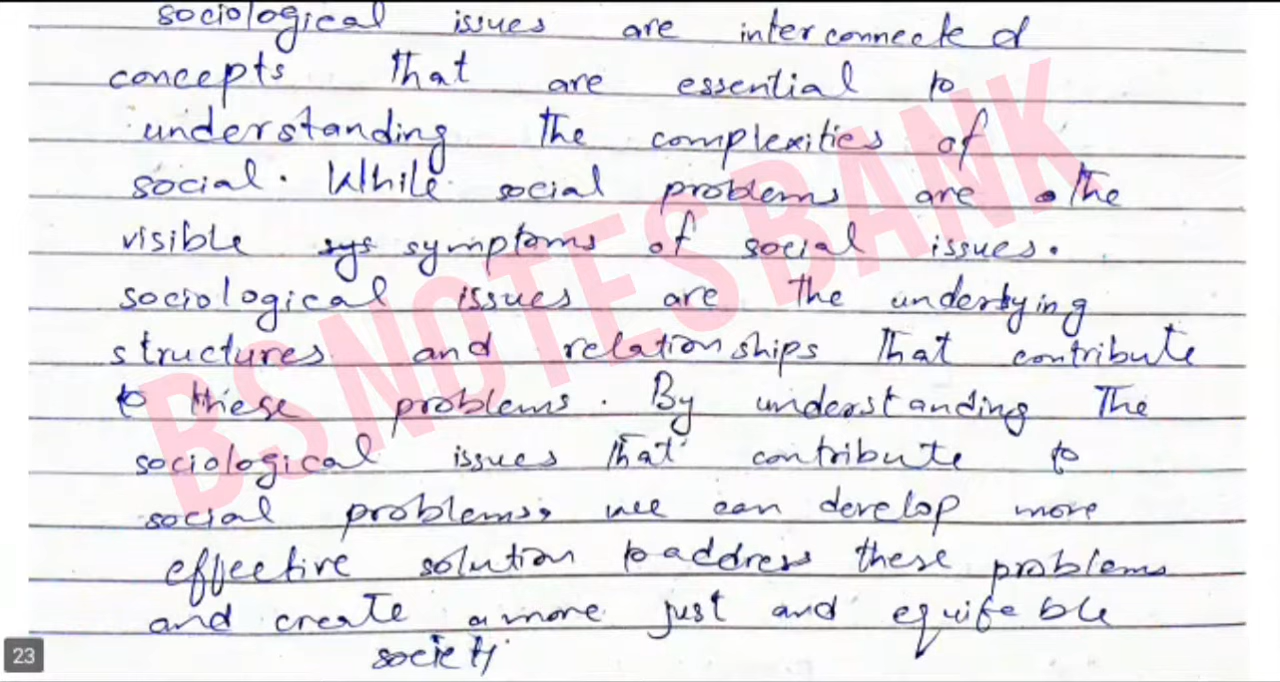 sociological issues are interconnected
concepts that are essential to
understanding the complexities of
social. While social problems are the
visible sys symptoms of social issues.
sociological issues are the underlying
structures and relationships that contribute
to these problems. By understanding the
sociological issues that contribute to
social problems, we can develop more
effective solution to address these problems
and create a more just and equiteble
society
BS NOTES BANK
23